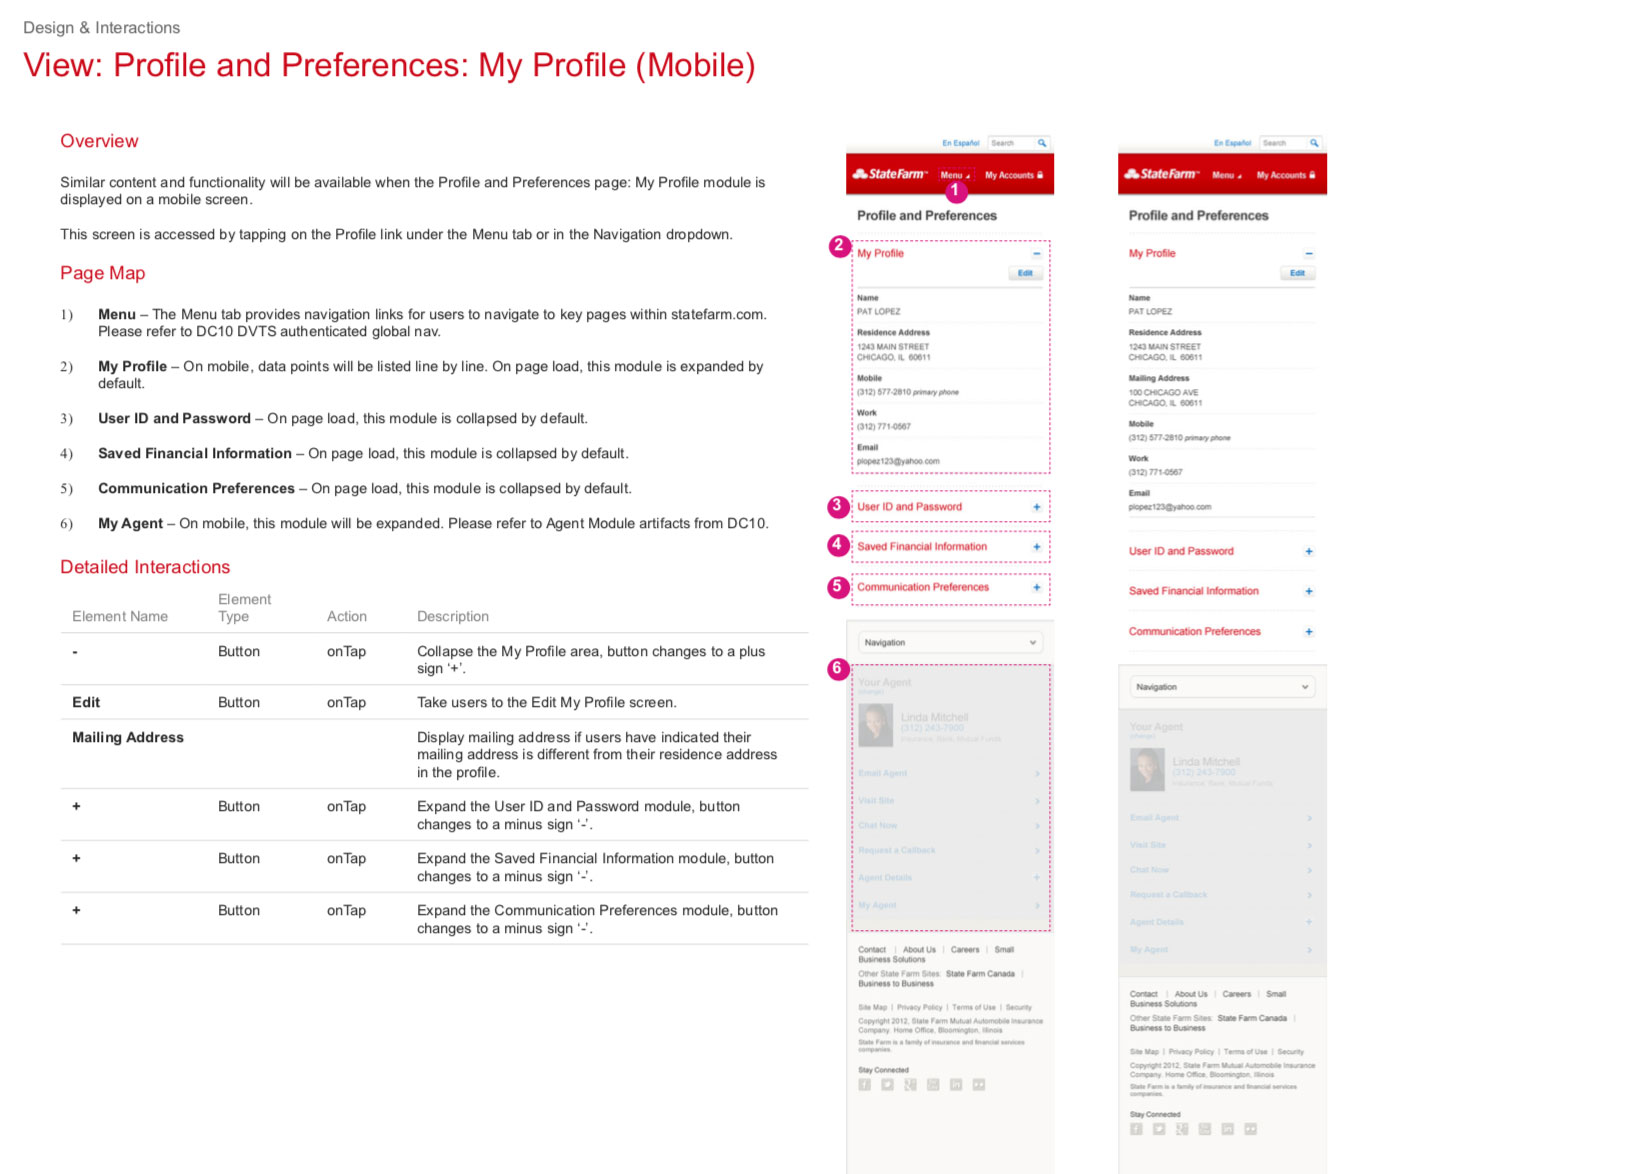 Design & Interactions
View: Profile and Preferences: My Profile (Mobile)
Overview
Similar content and functionality will be available when the Profile and Preferences page: My Profile module is
displayed on a mobile screen.
This screen is accessed by tapping on the Profile link under the Menu tab or in the Navigation dropdown.
Page Map
1) Menu – The Menu tab provides navigation links for users to navigate to key pages within statefarm.com.
Please refer to DC10 DVTS authenticated global nav.
2) My Profile – On mobile, data points will be listed line by line. On page load, this module is expanded by
default.
3) User ID and Password – On page load, this module is collapsed by default.
4) Saved Financial Information – On page load, this module is collapsed by default.
5) Communication Preferences – On page load, this module is collapsed by default.
6) My Agent – On mobile, this module will be expanded. Please refer to Agent Module artifacts from DC10.
Detailed Interactions
Element Name Element Type Action Description
- Button onTap Collapse the My Profile area, button changes to a plus
sign ‘+’.
Edit Button onTap Take users to the Edit My Profile screen.
Mailing Address Display mailing address if users have indicated their
mailing address is different from their residence address
in the profile.
+ Button onTap Expand the User ID and Password module, button
changes to a minus sign ‘-’.
+ Button onTap Expand the Saved Financial Information module, button
changes to a minus sign ‘-’.
+ Button onTap Expand the Communication Preferences module, button
changes to a minus sign ‘-’.
En Español Search
StateFarm™ Menu My Accounts
1
Profile and Preferences
2
My Profile −
Edit
Name
PAT LOPEZ
Residence Address
1243 MAIN STREET
CHICAGO, IL 60611
Mobile
(312) 577-2810 primary phone
Work
(312) 771-0567
Email
plopez123@yahoo.com
3 User ID and Password +
4 Saved Financial Information +
5 Communication Preferences +
Navigation
6
Your Agent
(change)
Linda Mitchell
(312) 243-7900
Insurance, Bank, Mutual Funds
Email Agent
Visit Site
Chat Now
Request a Callback
Agent Details +
My Agent
Contact | About Us | Careers | Small
Business Solutions
Other State Farm Sites: State Farm Canada |
Business to Business
Site Map | Privacy Policy | Terms of Use | Security
Copyright 2012, State Farm Mutual Automobile Insurance
Company. Home Office, Bloomington, Illinois
State Farm is a family of insurance and financial services
companies.
Stay Connected
En Español Search
StateFarm™ Menu My Accounts
Profile and Preferences
My Profile −
Edit
Name
PAT LOPEZ
Residence Address
1243 MAIN STREET
CHICAGO, IL 60611
Mailing Address
100 CHICAGO AVE
CHICAGO, IL 60611
Mobile
(312) 577-2810 primary phone
Work
(312) 771-0567
Email
plopez123@yahoo.com
User ID and Password +
Saved Financial Information +
Communication Preferences +
Navigation
Your Agent
(change)
Linda Mitchell
(312) 243-7900
Insurance, Bank, Mutual Funds
Email Agent
Visit Site
Chat Now
Request a Callback
Agent Details +
My Agent
Contact | About Us | Careers | Small
Business Solutions
Other State Farm Sites: State Farm Canada |
Business to Business
Site Map | Privacy Policy | Terms of Use | Security
Copyright 2012, State Farm Mutual Automobile Insurance
Company. Home Office, Bloomington, Illinois
State Farm is a family of insurance and financial services
companies.
Stay Connected